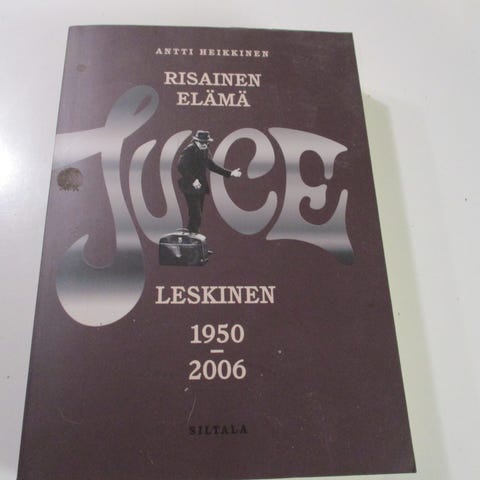 ANTTI HEIKKINEN
RISAINEN
ELÄMÄ
JUICE
LESKINEN
1950
–
2006
SILTALA